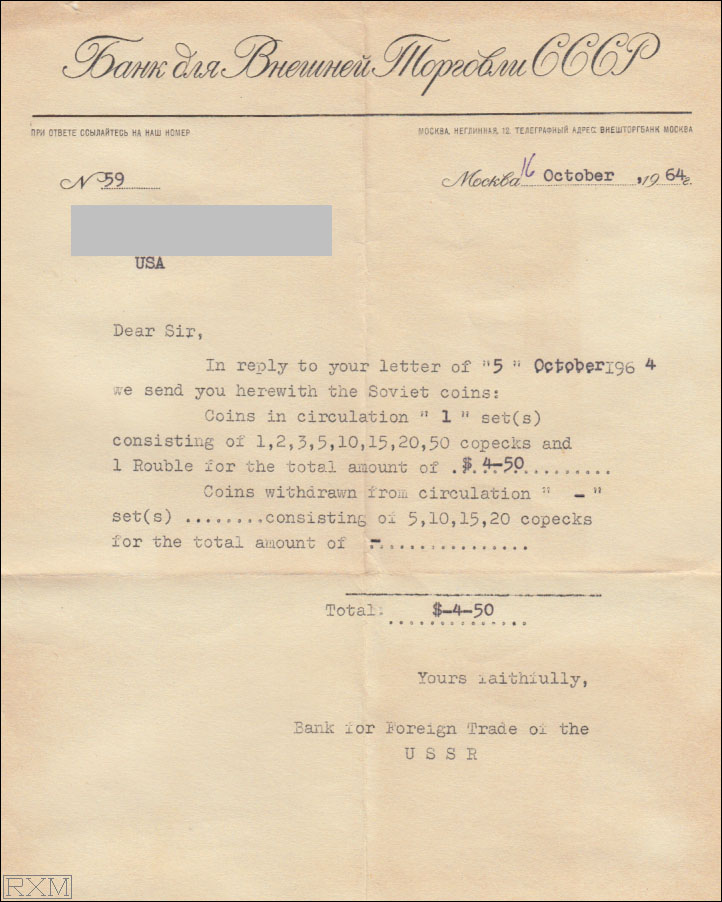 Банк для Внешней Торговли СССР
ПРИ ОТВЕТЕ ССЫЛАЙТЕСЬ НА НАШ НОМЕР
МОСКВА, НЕГЛИННАЯ, 12. ТЕЛЕГРАФНЫЙ АДРЕС: ВНЕШТОРГБАНК МОСКВА
N 59
Москва 16 October , 19 64 г.
USA
Dear Sir,
In reply to your letter of "5 " October 196 4
we send you herewith the Soviet coins:
Coins in circulation " 1 " set(s)
consisting of 1,2,3,5,10,15,20,50 copecks and
1 Rouble for the total amount of .$ 4-50..........
Coins withdrawn from circulation " - "
set(s) ........consisting of 5,10,15,20 copecks
for the total amount of -................
Total: $-4-50
Yours faithfully,
Bank for Foreign Trade of the
U S S R
RXM